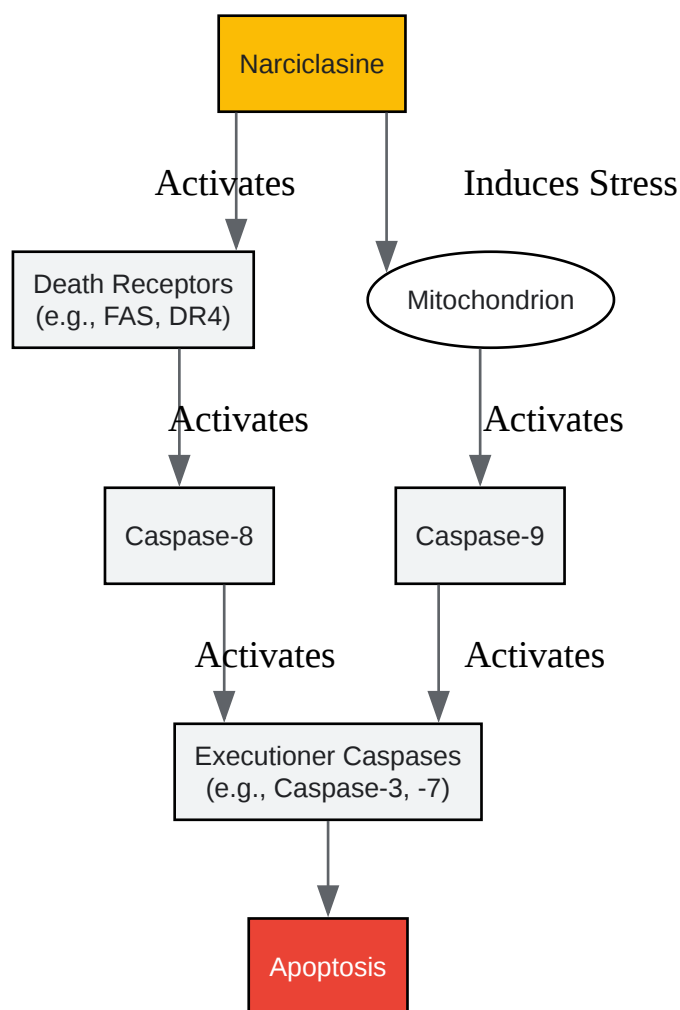 Narciclasine
Activates
Induces Stress
Death Receptors
(e.g., FAS, DR4)
Mitochondrion
Activates
Activates
Caspase-8
Caspase-9
Activates
Activates
Executioner Caspases
(e.g., Caspase-3, -7)
Apoptosis